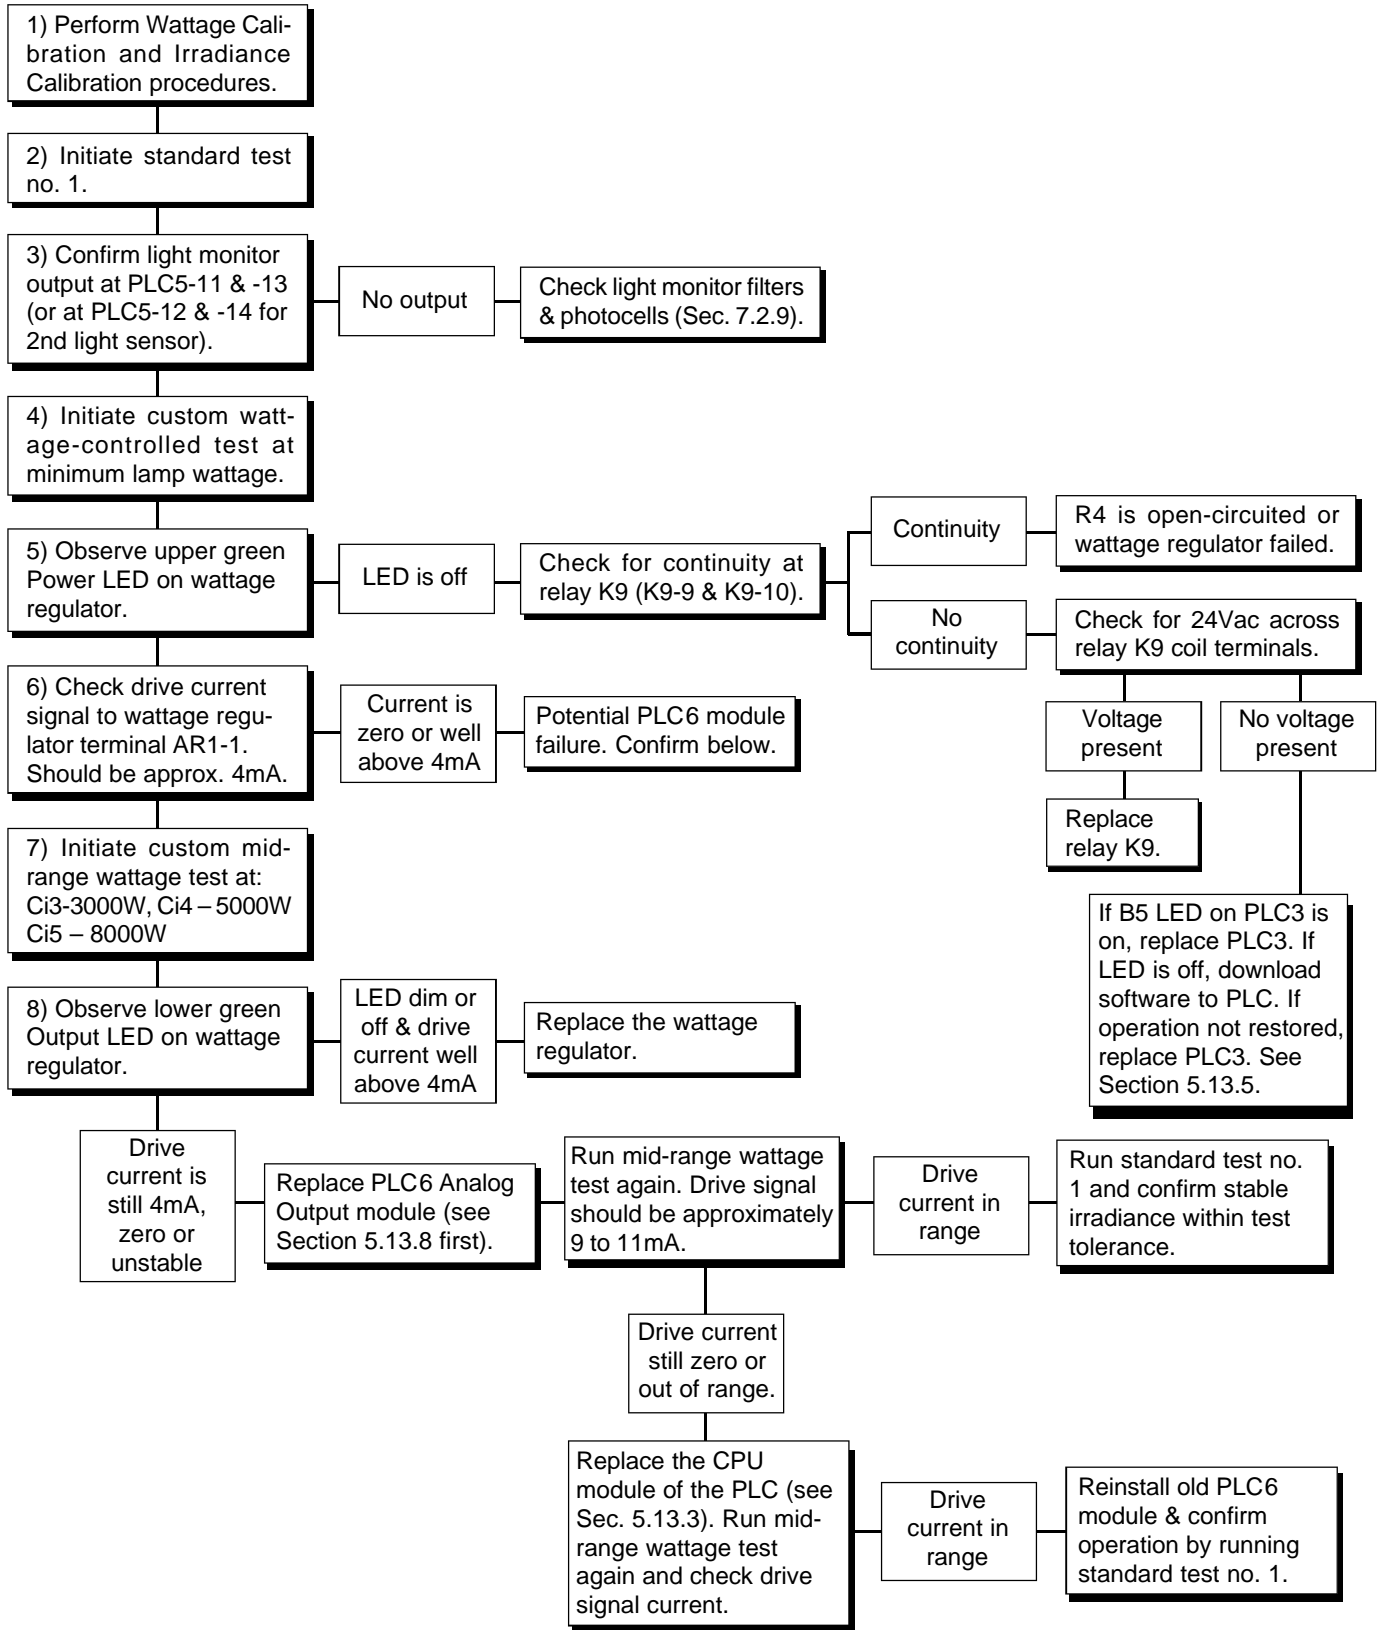 1) Perform Wattage Cali-
bration and Irradiance
Calibration procedures.
2) Initiate standard test
no. 1.
3) Confirm light monitor
output at PLC5-11 & -13
(or at PLC5-12 & -14 for
2nd light sensor).
No output
Check light monitor filters
& photocells (Sec. 7.2.9).
4) Initiate custom watt-
age-controlled test at
minimum lamp wattage.
5) Observe upper green
Power LED on wattage
regulator.
LED is off
Check for continuity at
relay K9 (K9-9 & K9-10).
Continuity
R4 is open-circuited or
wattage regulator failed.
No
continuity
Check for 24Vac across
relay K9 coil terminals.
Voltage
present
No voltage
present
Replace
relay K9.
If B5 LED on PLC3 is
on, replace PLC3. If
LED is off, download
software to PLC. If
operation not restored,
replace PLC3. See
Section 5.13.5.
6) Check drive current
signal to wattage regu-
lator terminal AR1-1.
Should be approx. 4mA.
Current is
zero or well
above 4mA
Potential PLC6 module
failure. Confirm below.
7) Initiate custom mid-
range wattage test at:
Ci3-3000W, Ci4 – 5000W
Ci5 – 8000W
8) Observe lower green
Output LED on wattage
regulator.
LED dim or
off & drive
current well
above 4mA
Replace the wattage
regulator.
Drive
current is
still 4mA,
zero or
unstable
Replace PLC6 Analog
Output module (see
Section 5.13.8 first).
Run mid-range wattage
test again. Drive signal
should be approximately
9 to 11mA.
Drive
current in
range
Run standard test no.
1 and confirm stable
irradiance within test
tolerance.
Drive current
still zero or
out of range.
Replace the CPU
module of the PLC (see
Sec. 5.13.3). Run mid-
range wattage test
again and check drive
signal current.
Drive
current in
range
Reinstall old PLC6
module & confirm
operation by running
standard test no. 1.